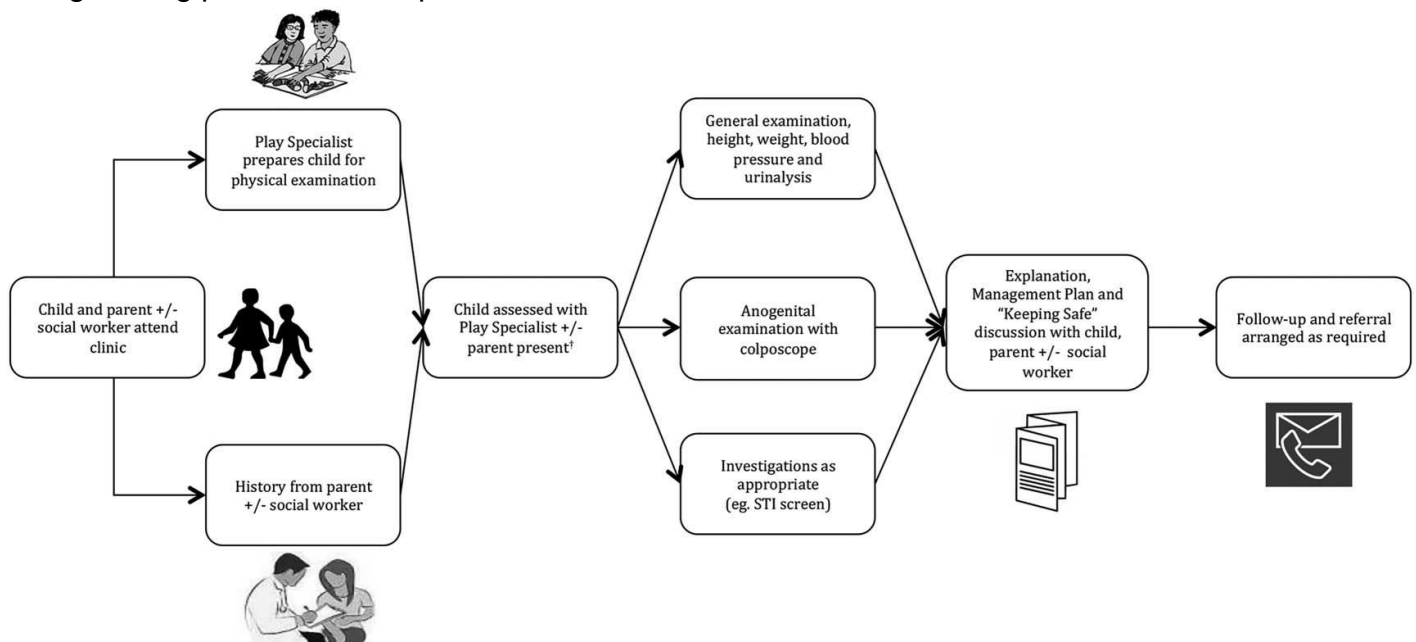 Play Specialist
prepares child for
physical examination
General examination,
height, weight, blood
pressure and
urinalysis
Child and parent +/-
social worker attend
clinic
Child assessed with
Play Specialist +/-
parent present†
Anogenital
examination with
colposcope
Explanation,
Management Plan and
“Keeping Safe”
discussion with child,
parent +/- social
worker
Follow-up and referral
arranged as required
History from parent
+/- social worker
Investigations as
appropriate
(eg. STI screen)